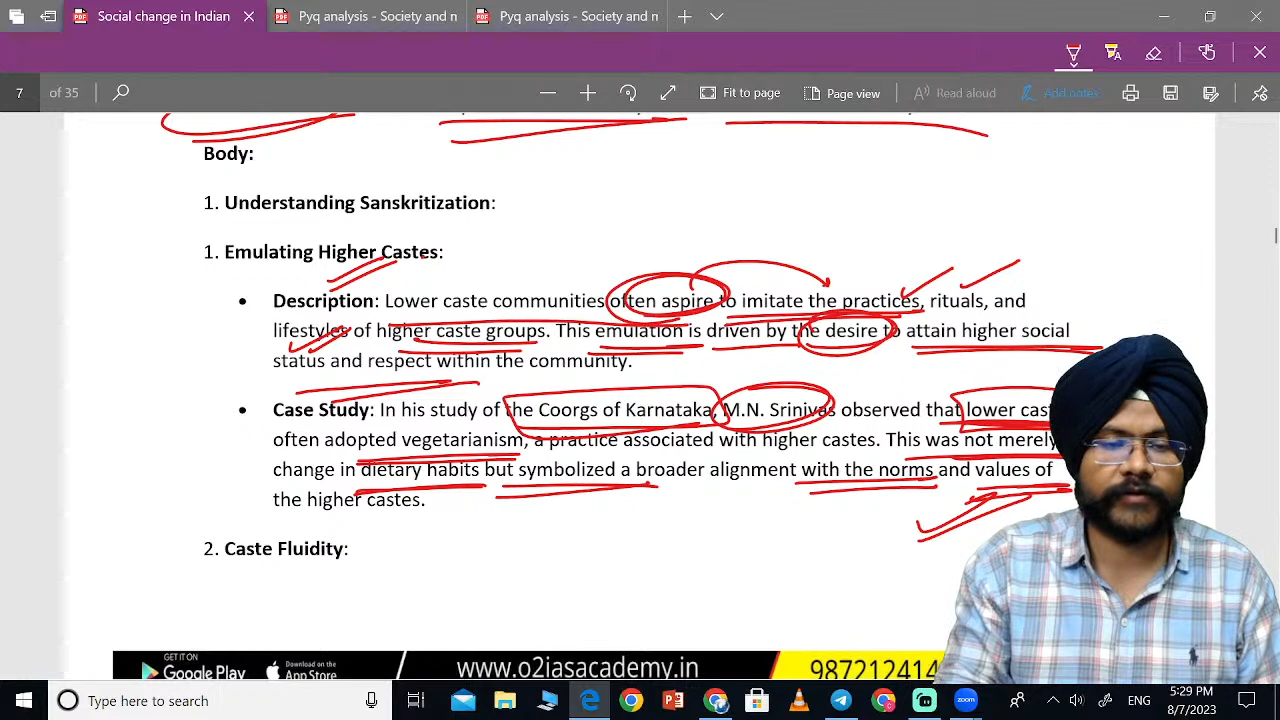 Social change in Indian
Pyq analysis - Society and n
Pyq analysis - Society and n
7 of 35
Fit to page
Page view
Read aloud
Add notes
Body:
1. Understanding Sanskritization:
1. Emulating Higher Castes:
Description: Lower caste communities often aspire to imitate the practices, rituals, and
lifestyles of higher caste groups. This emulation is driven by the desire to attain higher social
status and respect within the community.
Case Study: In his study of the Coorgs of Karnataka, M.N. Srinivas observed that lower
often adopted vegetarianism, a practice associated with higher castes. This was not merely
change in dietary habits but symbolized a broader alignment with the norms and values of
the higher castes.
2. Caste Fluidity:
GET IT ON
Google Play
Download on the
App Store
www.o2iasacademy.in
987121414
Type here to search
zoom
ENG
5:29 PM
8/7/2023